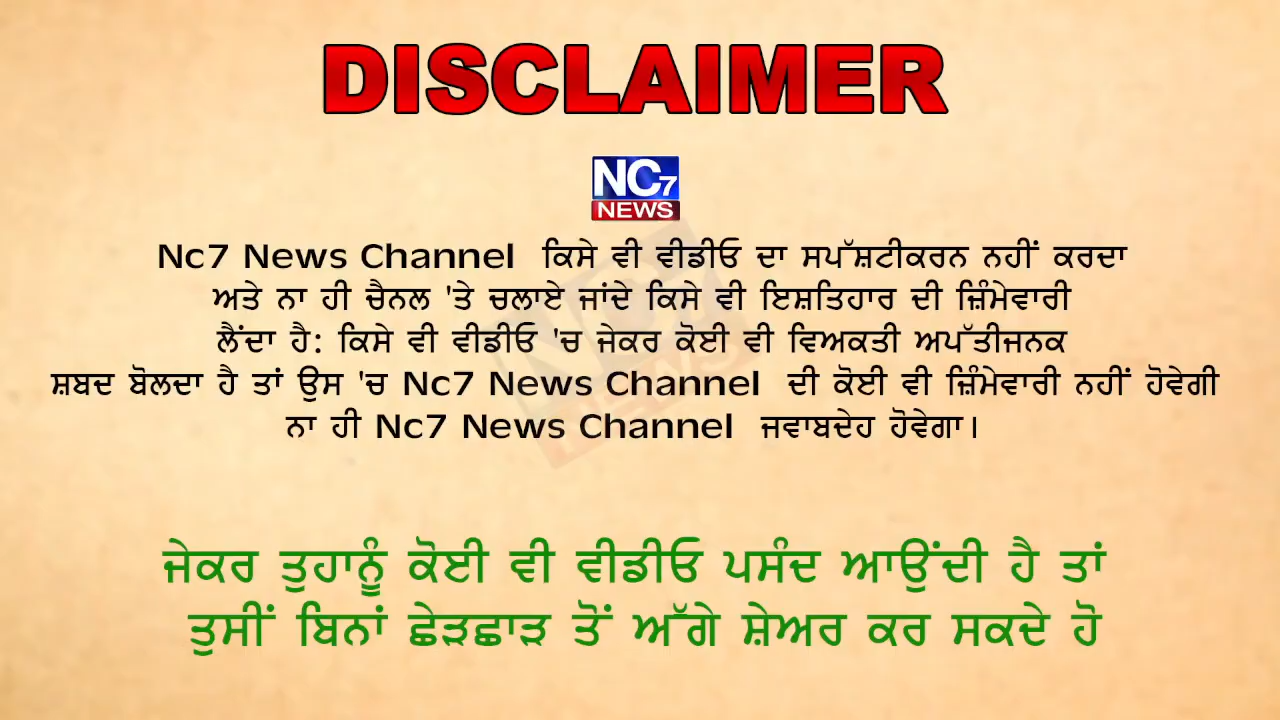 DISCLAIMER
NC7
NEWS
Nc7 News Channel ਕਿਸੇ ਵੀ ਵੀਡੀਓ ਦਾ ਸਪੱਸ਼ਟੀਕਰਨ ਨਹੀਂ ਕਰਦਾ
ਅਤੇ ਨਾ ਹੀ ਚੈਨਲ 'ਤੇ ਚਲਾਏ ਜਾਂਦੇ ਕਿਸੇ ਵੀ ਇਸ਼ਤਿਹਾਰ ਦੀ ਜ਼ਿੰਮੇਵਾਰੀ
ਲੈਂਦਾ ਹੈ: ਕਿਸੇ ਵੀ ਵੀਡੀਓ 'ਚ ਜੇਕਰ ਕੋਈ ਵੀ ਵਿਅਕਤੀ ਅਪੱਤੀਜਨਕ
ਸ਼ਬਦ ਬੋਲਦਾ ਹੈ ਤਾਂ ਉਸ 'ਚ Nc7 News Channel ਦੀ ਕੋਈ ਵੀ ਜ਼ਿੰਮੇਵਾਰੀ ਨਹੀਂ ਹੋਵੇਗੀ
ਨਾ ਹੀ Nc7 News Channel ਜਵਾਬਦੇਹ ਹੋਵੇਗਾ।
ਜੇਕਰ ਤੁਹਾਨੂੰ ਕੋਈ ਵੀ ਵੀਡੀਓ ਪਸੰਦ ਆਉਂਦੀ ਹੈ ਤਾਂ
ਤੁਸੀਂ ਬਿਨਾਂ ਛੇੜਛਾੜ ਤੋਂ ਅੱਗੇ ਸ਼ੇਅਰ ਕਰ ਸਕਦੇ ਹੋ